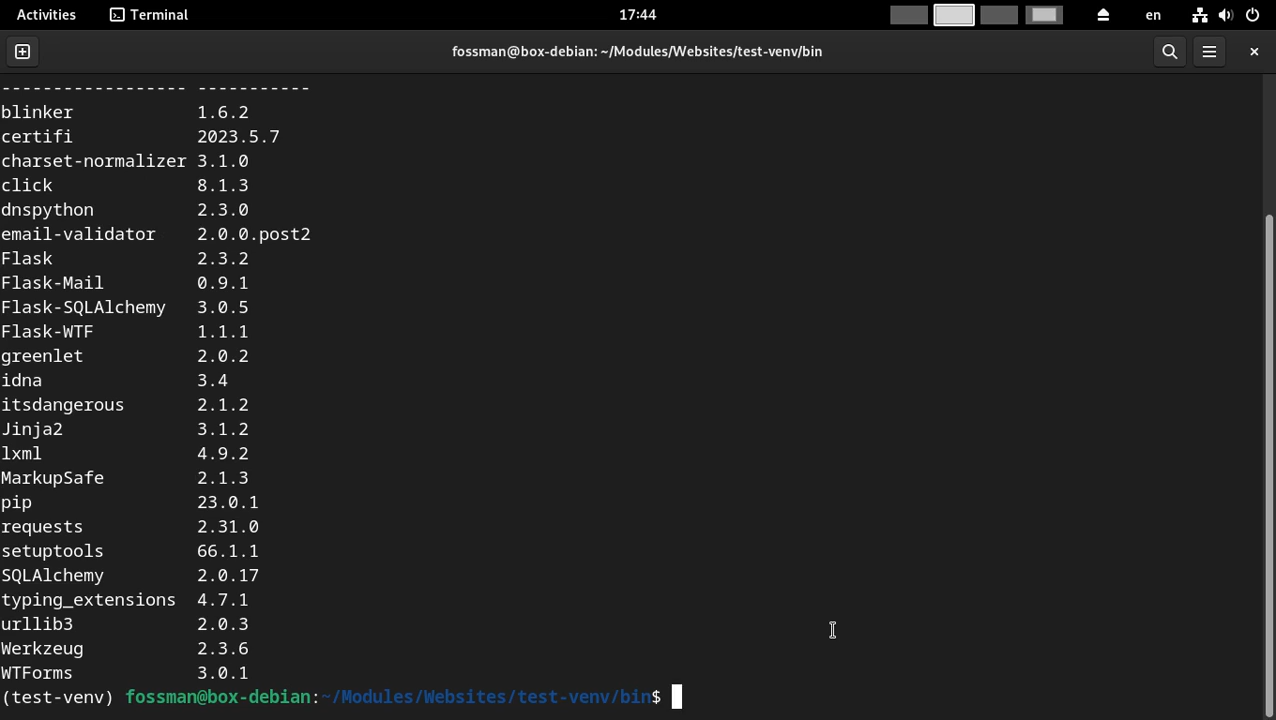 Activities Terminal 17:44 en
fossman@box-debian: ~/Modules/Websites/test-venv/bin
------------------ -----------
blinker 1.6.2
certifi 2023.5.7
charset-normalizer 3.1.0
click 8.1.3
dnspython 2.3.0
email-validator 2.0.0.post2
Flask 2.3.2
Flask-Mail 0.9.1
Flask-SQLAlchemy 3.0.5
Flask-WTF 1.1.1
greenlet 2.0.2
idna 3.4
itsdangerous 2.1.2
Jinja2 3.1.2
lxml 4.9.2
MarkupSafe 2.1.3
pip 23.0.1
requests 2.31.0
setuptools 66.1.1
SQLAlchemy 2.0.17
typing_extensions 4.7.1
urllib3 2.0.3
Werkzeug 2.3.6
WTForms 3.0.1
(test-venv) fossman@box-debian:~/Modules/Websites/test-venv/bin$